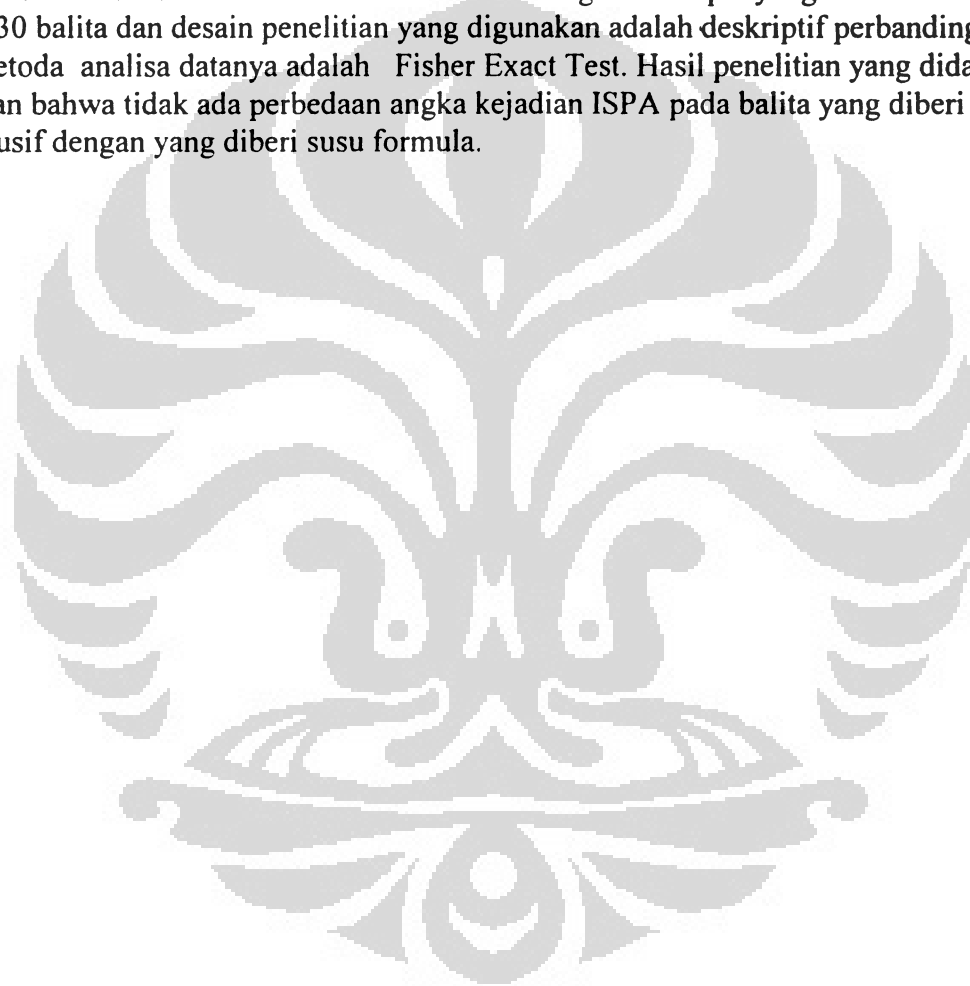 30 balita dan desain penelitian yang digunakan adalah deskriptif perbanding
etoda analisa datanya adalah Fisher Exact Test. Hasil penelitian yang dida
an bahwa tidak ada perbedaan angka kejadian ISPA pada balita yang diberi
usif dengan yang diberi susu formula.